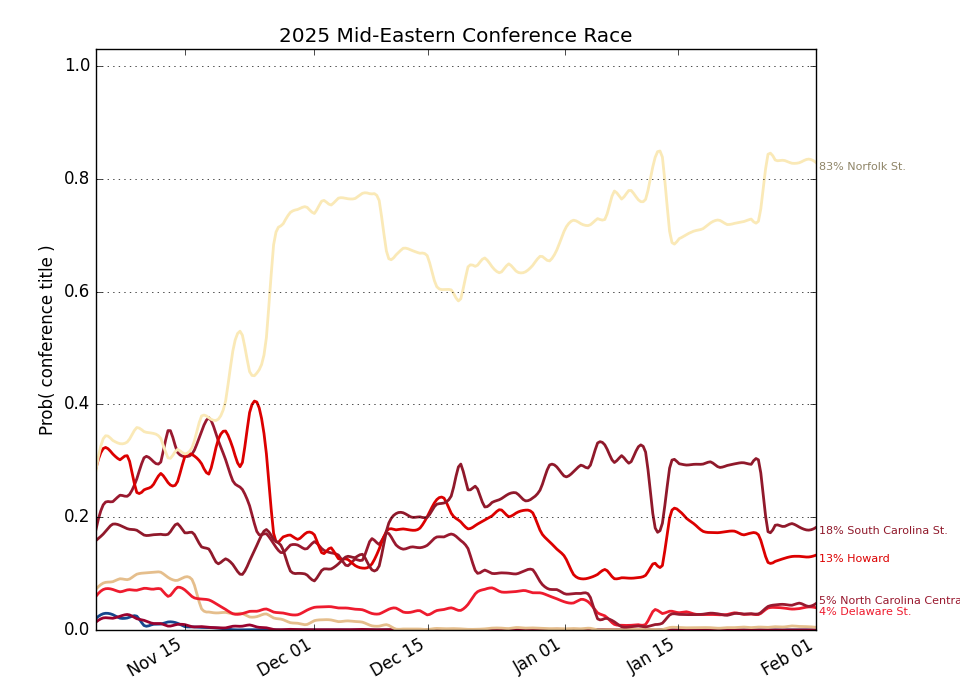 2025 Mid-Eastern Conference Race
Prob( conference title )
1.0
0.8
0.6
0.4
0.2
0.0
Nov 15
Dec 01
Dec 15
Jan 01
Jan 15
Feb 01
83% Norfolk St.
18% South Carolina St.
13% Howard
5% North Carolina Centra
4% Delaware St.